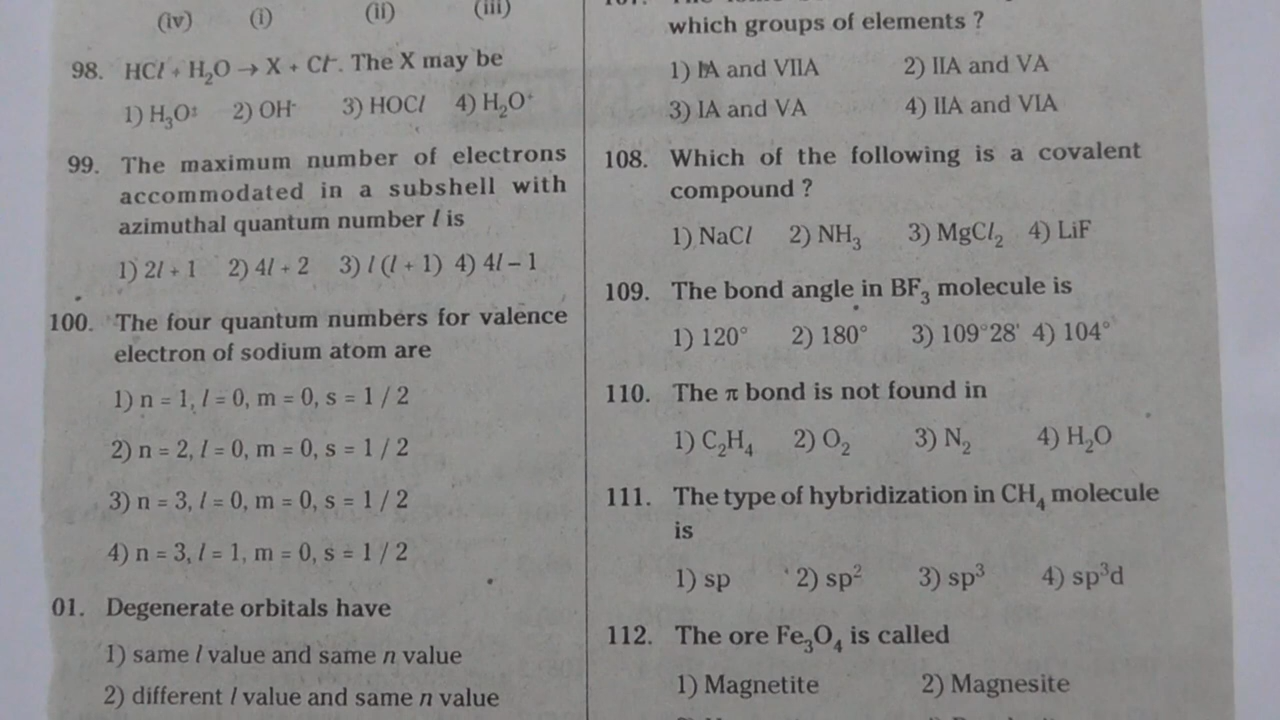 (iv) (i) (ii) (iii)
98. HCl + H₂O → X + Cl⁻. The X may be
1) H₃O⁺ 2) OH⁻ 3) HOCl 4) H₂O⁺
99. The maximum number of electrons
accommodated in a subshell with
azimuthal quantum number l is
1) 2l + 1 2) 4l + 2 3) l (l + 1) 4) 4l – 1
100. The four quantum numbers for valence
electron of sodium atom are
1) n = 1, l = 0, m = 0, s = 1 / 2
2) n = 2, l = 0, m = 0, s = 1 / 2
3) n = 3, l = 0, m = 0, s = 1 / 2
4) n = 3, l = 1, m = 0, s = 1 / 2
01. Degenerate orbitals have
1) same l value and same n value
2) different l value and same n value
which groups of elements ?
1) IA and VIIA 2) IIA and VA
3) IA and VA 4) IIA and VIA
108. Which of the following is a covalent
compound ?
1) NaCl 2) NH₃ 3) MgCl₂ 4) LiF
109. The bond angle in BF₃ molecule is
1) 120° 2) 180° 3) 109°28' 4) 104°
110. The π bond is not found in
1) C₂H₄ 2) O₂ 3) N₂ 4) H₂O
111. The type of hybridization in CH₄ molecule
is
1) sp 2) sp² 3) sp³ 4) sp³d
112. The ore Fe₃O₄ is called
1) Magnetite 2) Magnesite